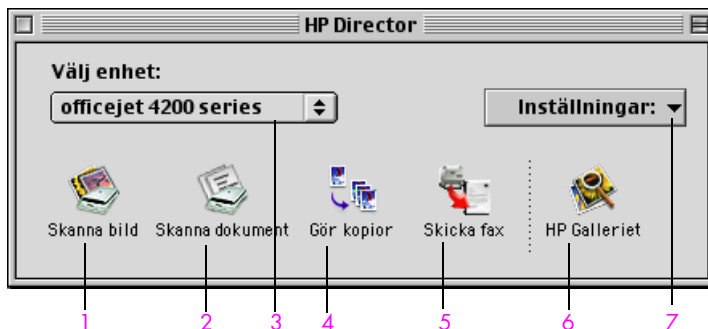 HP Director
Välj enhet:
officejet 4200 series
Inställningar:
Skanna bild
Skanna dokument
Gör kopior
Skicka fax
HP Galleriet
1 2 3 4 5 6 7